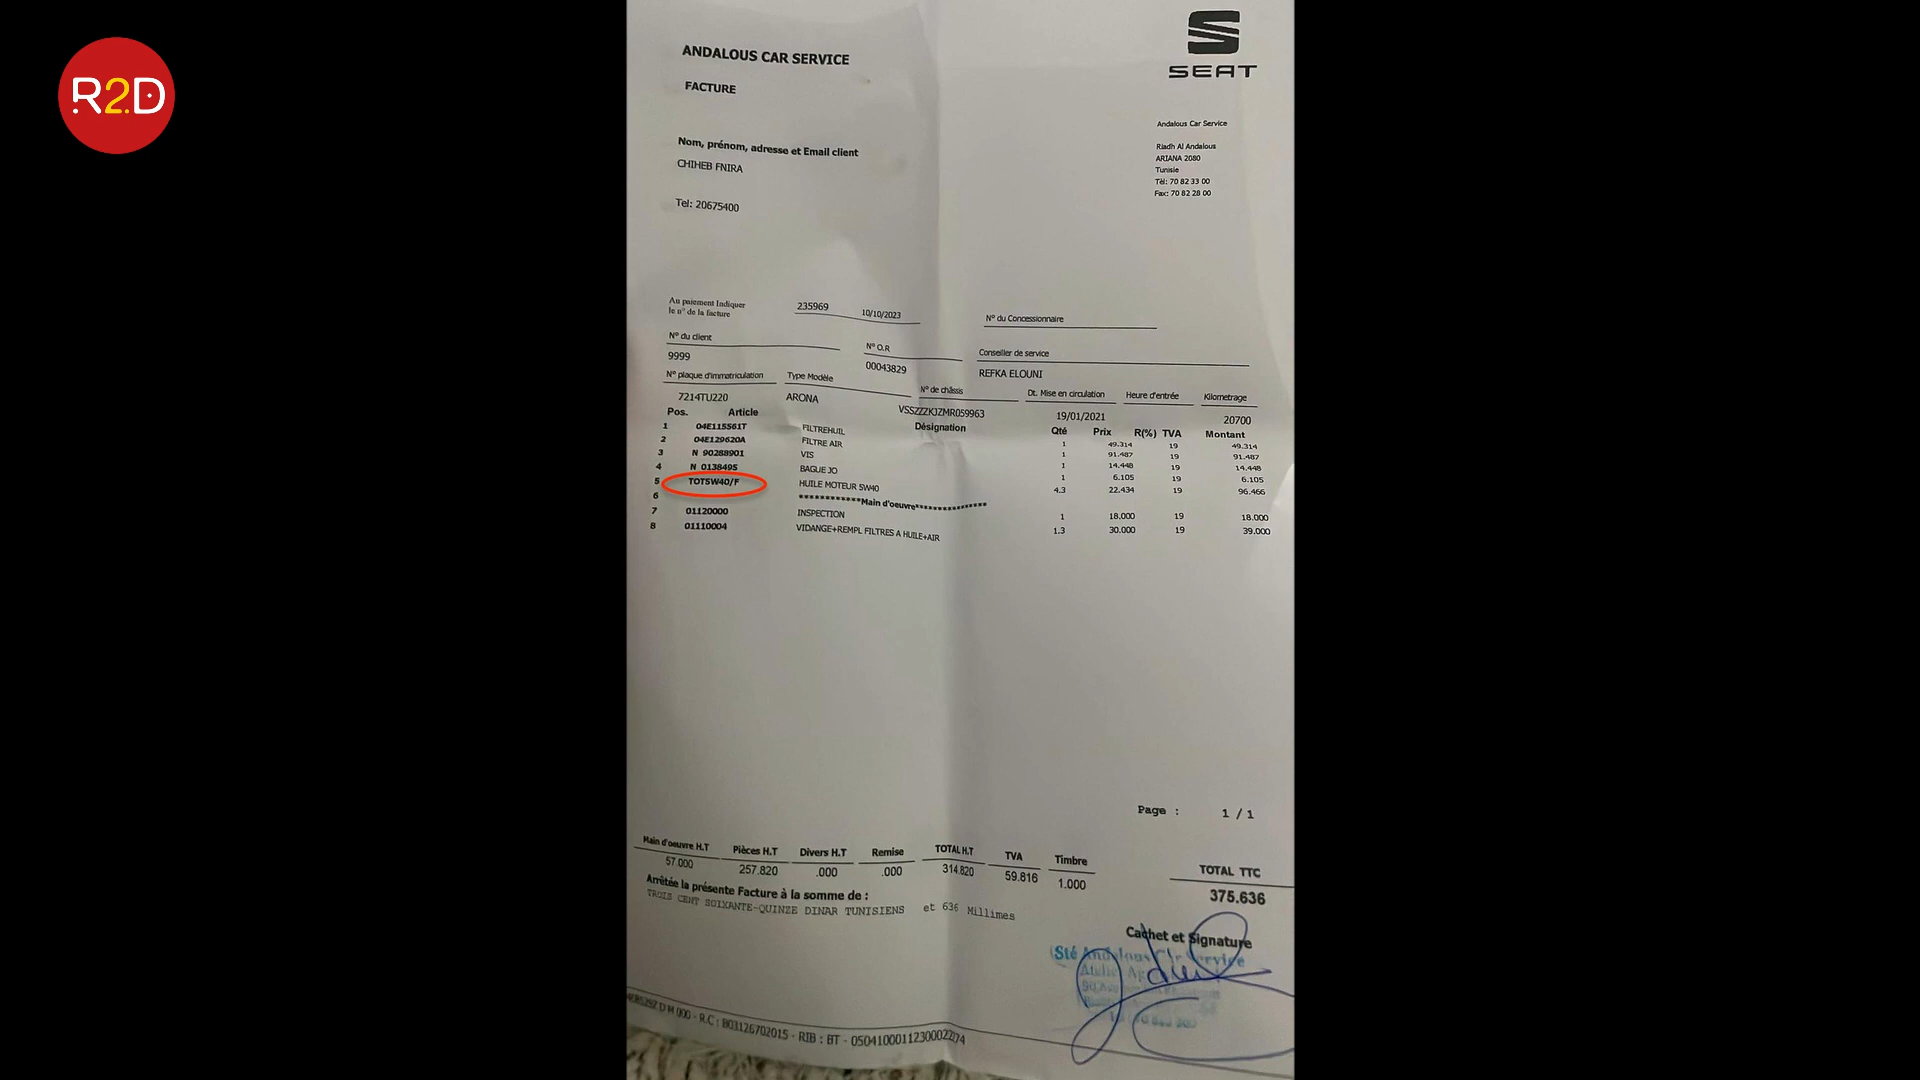 R2D
SEAT
ANDALOUS CAR SERVICE
FACTURE
Andalous Car Service
Riadh Al Andalous
ARIANA 2080
Tunisie
Tél: 70 82 33 00
Fax: 70 82 28 00
Nom, prénom, adresse et Email client
CHIHEB FNIRA
Tel: 20675400
Au paiement Indiquer
le n° de la facture
235969 10/10/2023
N° du Concessionnaire
N° du client N° O.R Conseiller de service
9999 00043829 REFKA ELOUNI
N° plaque d'immatriculation Type Modèle N° de châssis Dt. Mise en circulation Heure d'entrée Kilometrage
7214TU220 ARONA VSSZZZKJZMR059963 19/01/2021 20700
Pos. Article Désignation Qté Prix R(%) TVA Montant
1 04E115561T FILTREHUIL 1 49.314 19 49.314
2 04E129620A FILTRE AIR 1 91.487 19 91.487
3 N 90288901 VIS 1 14.448 19 14.448
4 N 0138495 BAGUE JO 1 6.105 19 6.105
5 TOT5W40/F HUILE MOTEUR 5W40 4.3 22.434 19 96.466
6 ****************Main d'oeuvre******************
7 01120000 INSPECTION 1 18.000 19 18.000
8 01110004 VIDANGE+REMPL FILTRES A HUILE+AIR 1.3 30.000 19 39.000
Page : 1 / 1
Main d'oeuvre H.T Pièces H.T Divers H.T Remise TOTAL H.T TVA Timbre TOTAL TTC
57.000 257.820 .000 .000 314.820 59.816 1.000 375.636
Arrêtée la présente Facture à la somme de :
TROIS CENT SOIXANTE-QUINZE DINAR TUNISIENS et 636 Millimes
Cachet et Signature
Sté Andalous Car Service
- R.C : B03126702015 - RIB : BT - 05041000112300022/74